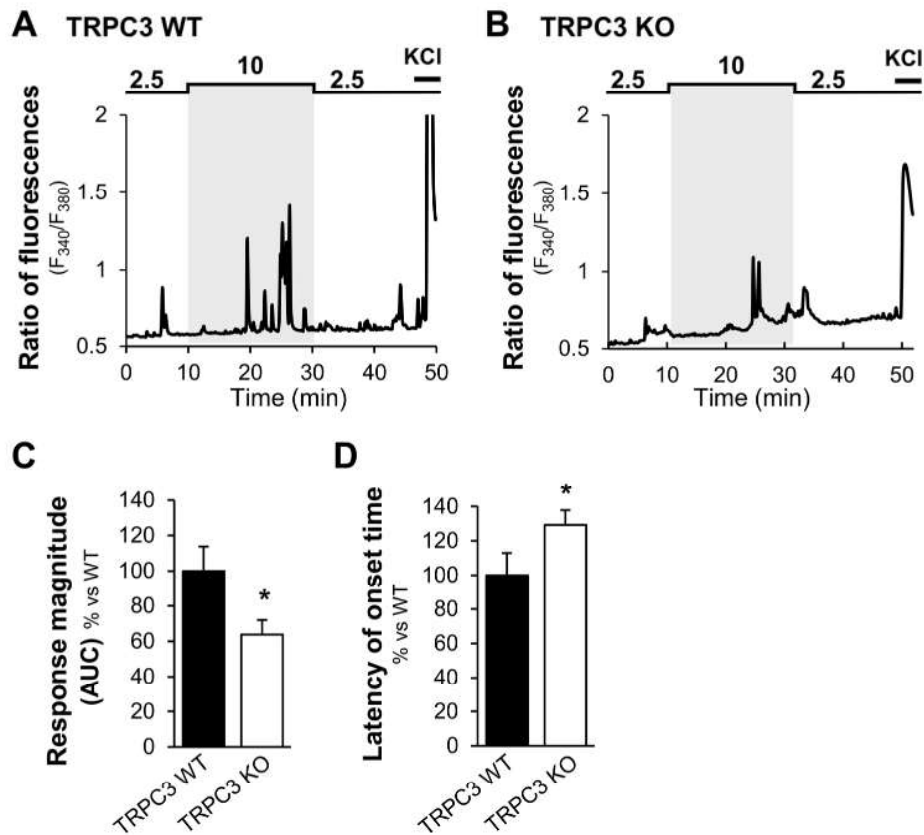 A TRPC3 WT
KCl
2.5 10 2.5
Ratio of fluorescences
(F340/F380)
2
1.5
1
0.5
0 10 20 30 40 50
Time (min)
B TRPC3 KO
KCl
2.5 10 2.5
Ratio of fluorescences
(F340/F380)
2
1.5
1
0.5
0 10 20 30 40 50
Time (min)
C
Response magnitude
(AUC) % vs WT
140
120
100
80
60
40
20
0
*
TRPC3 WT
TRPC3 KO
D
Latency of onset time
% vs WT
140
120
100
80
60
40
20
0
*
TRPC3 WT
TRPC3 KO